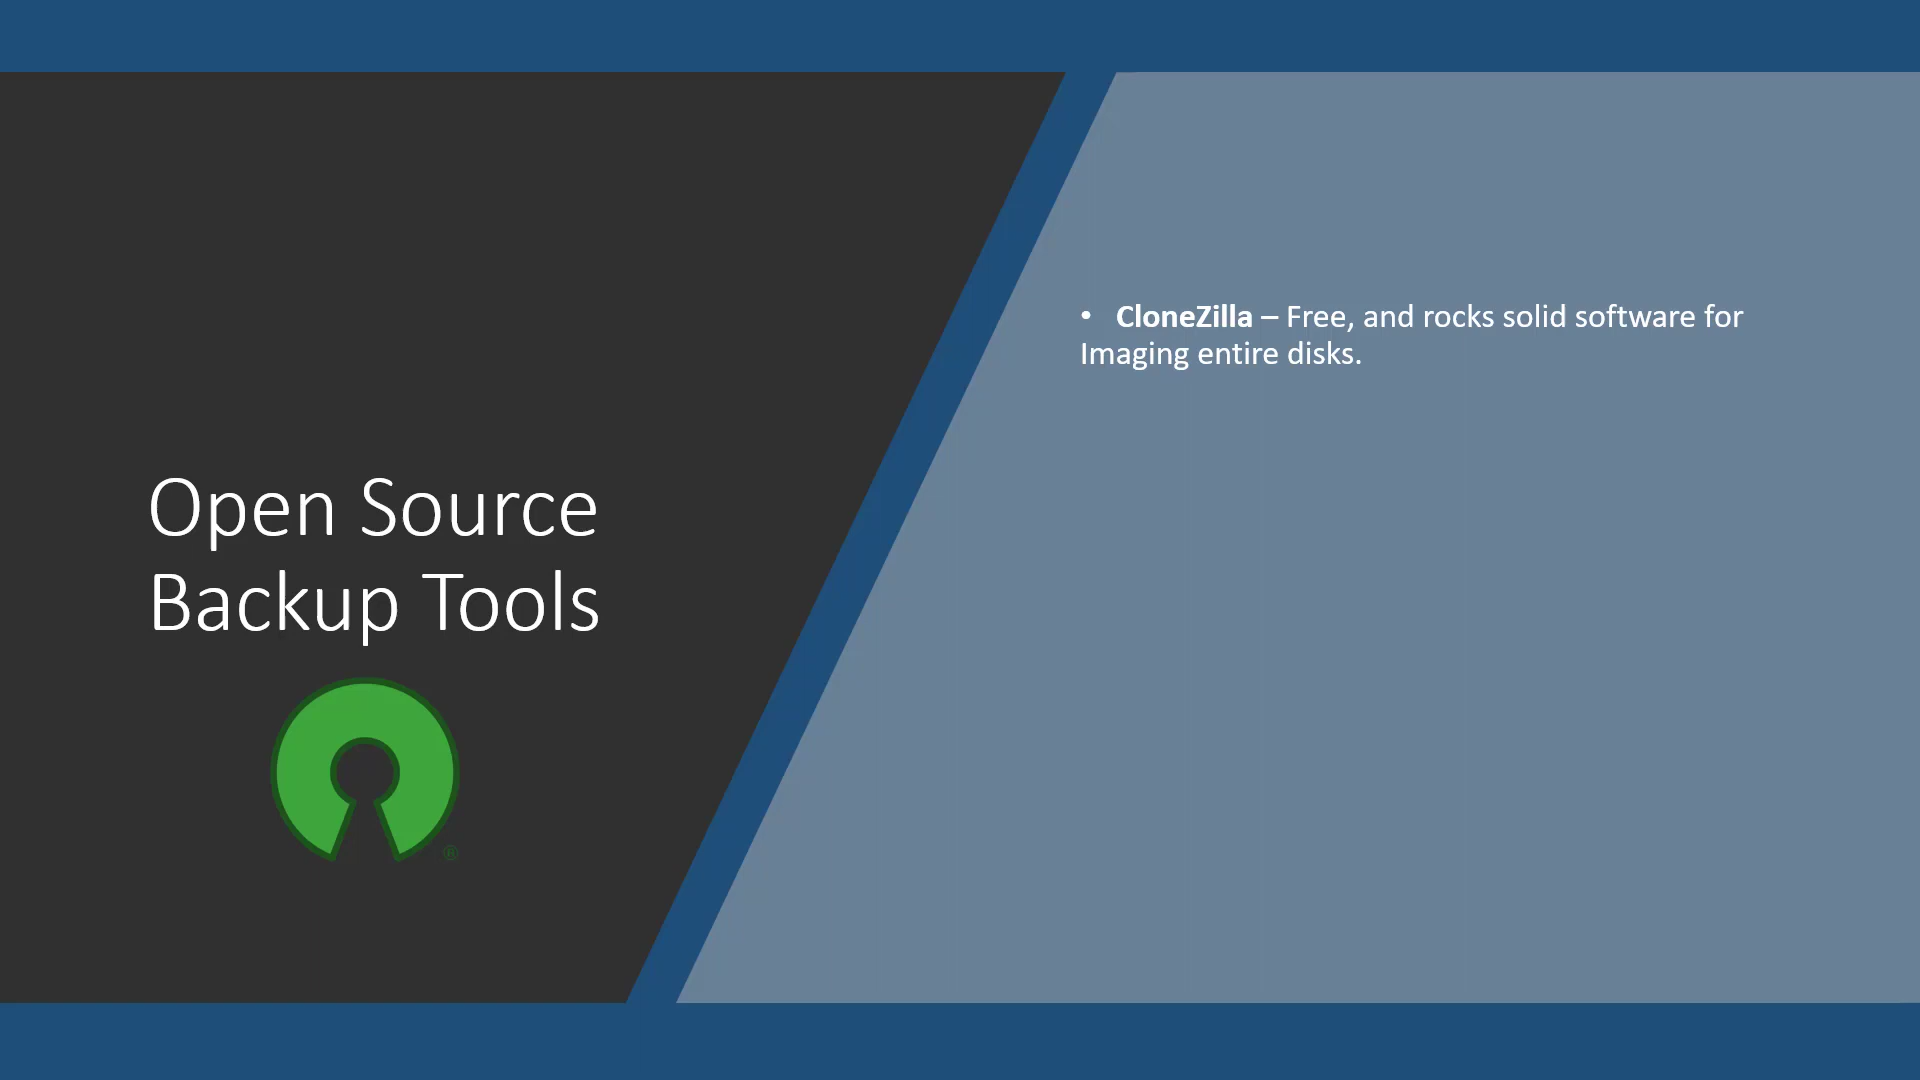 Open Source
Backup Tools
®
• CloneZilla – Free, and rocks solid software for
Imaging entire disks.